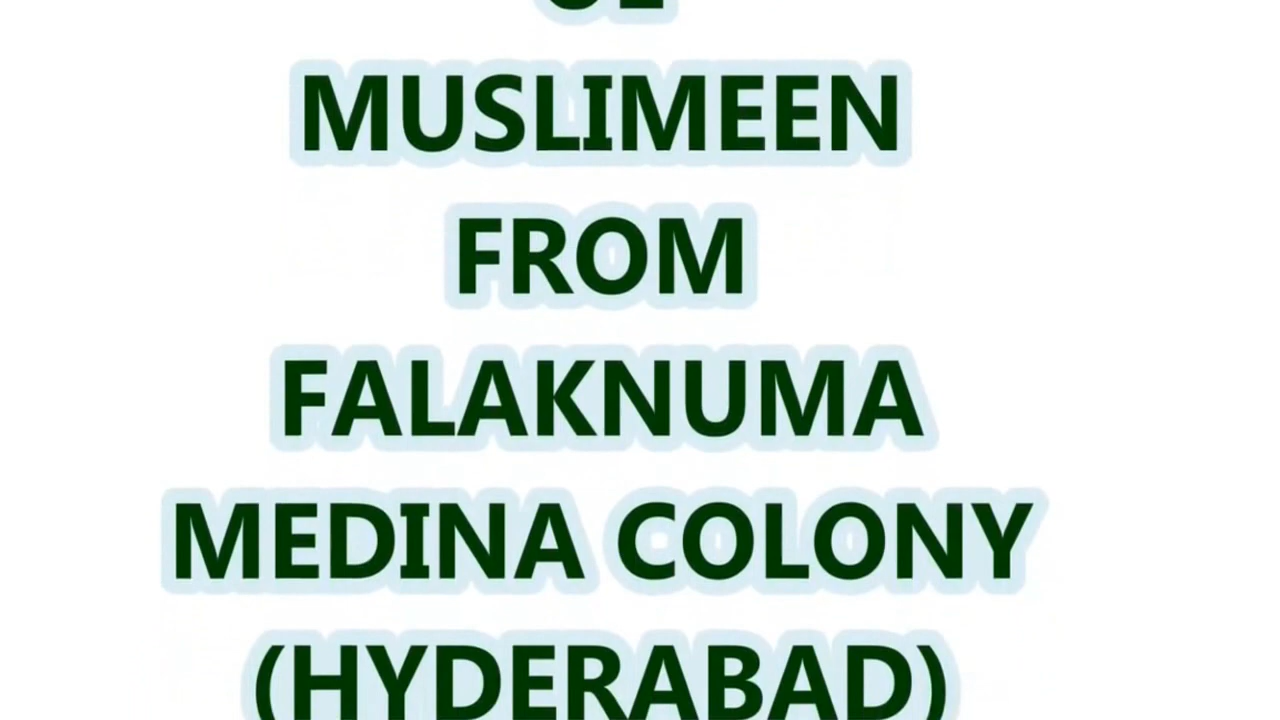 MUSLIMEEN
FROM
FALAKNUMA
MEDINA COLONY
(HYDERABAD)